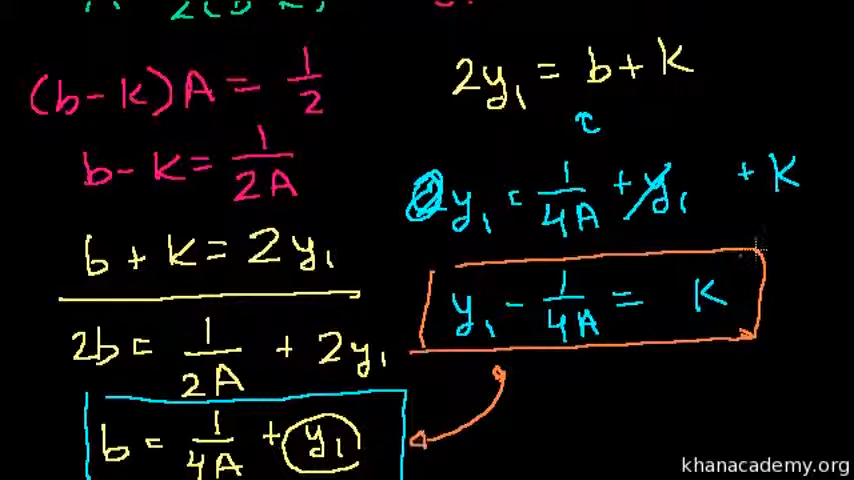 (b-k)A = 1/2
b-k = 1/2A
b + k = 2y₁
2b = 1/2A + 2y₁
b = 1/4A + y₁
2y₁ = b + k
2y₁ = 1/4A + y₁ + k
y₁ - 1/4A = k
khanacademy.org